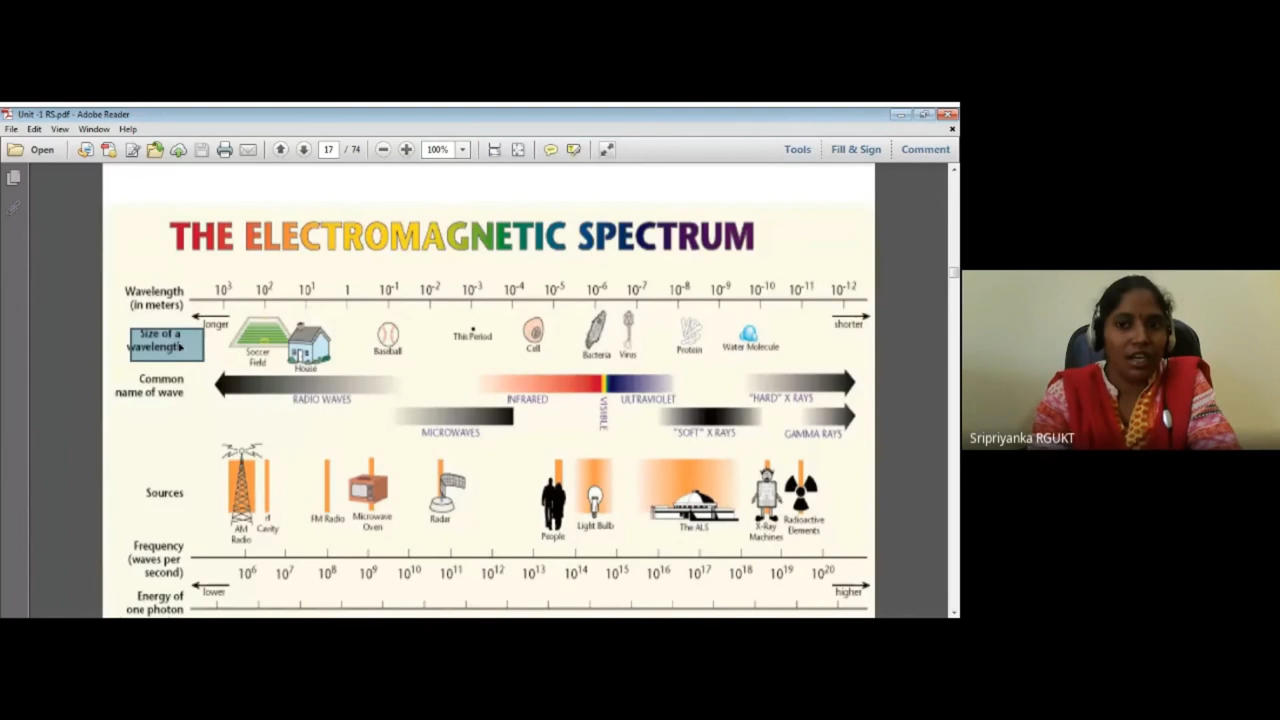 Unit -1 RS.pdf - Adobe Reader
File Edit View Window Help
Open 17 / 74 100% Tools Fill & Sign Comment
THE ELECTROMAGNETIC SPECTRUM
Wavelength
(in meters)
10³ 10² 10¹ 1 10⁻¹ 10⁻² 10⁻³ 10⁻⁴ 10⁻⁵ 10⁻⁶ 10⁻⁷ 10⁻⁸ 10⁻⁹ 10⁻¹⁰ 10⁻¹¹ 10⁻¹²
longer shorter
Size of a
wavelength
Soccer
Field
House
Baseball
This Period
Cell
Bacteria
Virus
Protein
Water Molecule
Common
name of wave
RADIO WAVES
INFRARED
VISIBLE
ULTRAVIOLET
"HARD" X RAYS
MICROWAVES
"SOFT" X RAYS
GAMMA RAYS
Sources
AM
Radio
rf
Cavity
FM Radio
Microwave
Oven
Radar
People
Light Bulb
The ALS
X-Ray
Machines
Radioactive
Elements
Frequency
(waves per
second)
10⁶ 10⁷ 10⁸ 10⁹ 10¹⁰ 10¹¹ 10¹² 10¹³ 10¹⁴ 10¹⁵ 10¹⁶ 10¹⁷ 10¹⁸ 10¹⁹ 10²⁰
lower higher
Energy of
one photon
Sripriyanka RGUKT